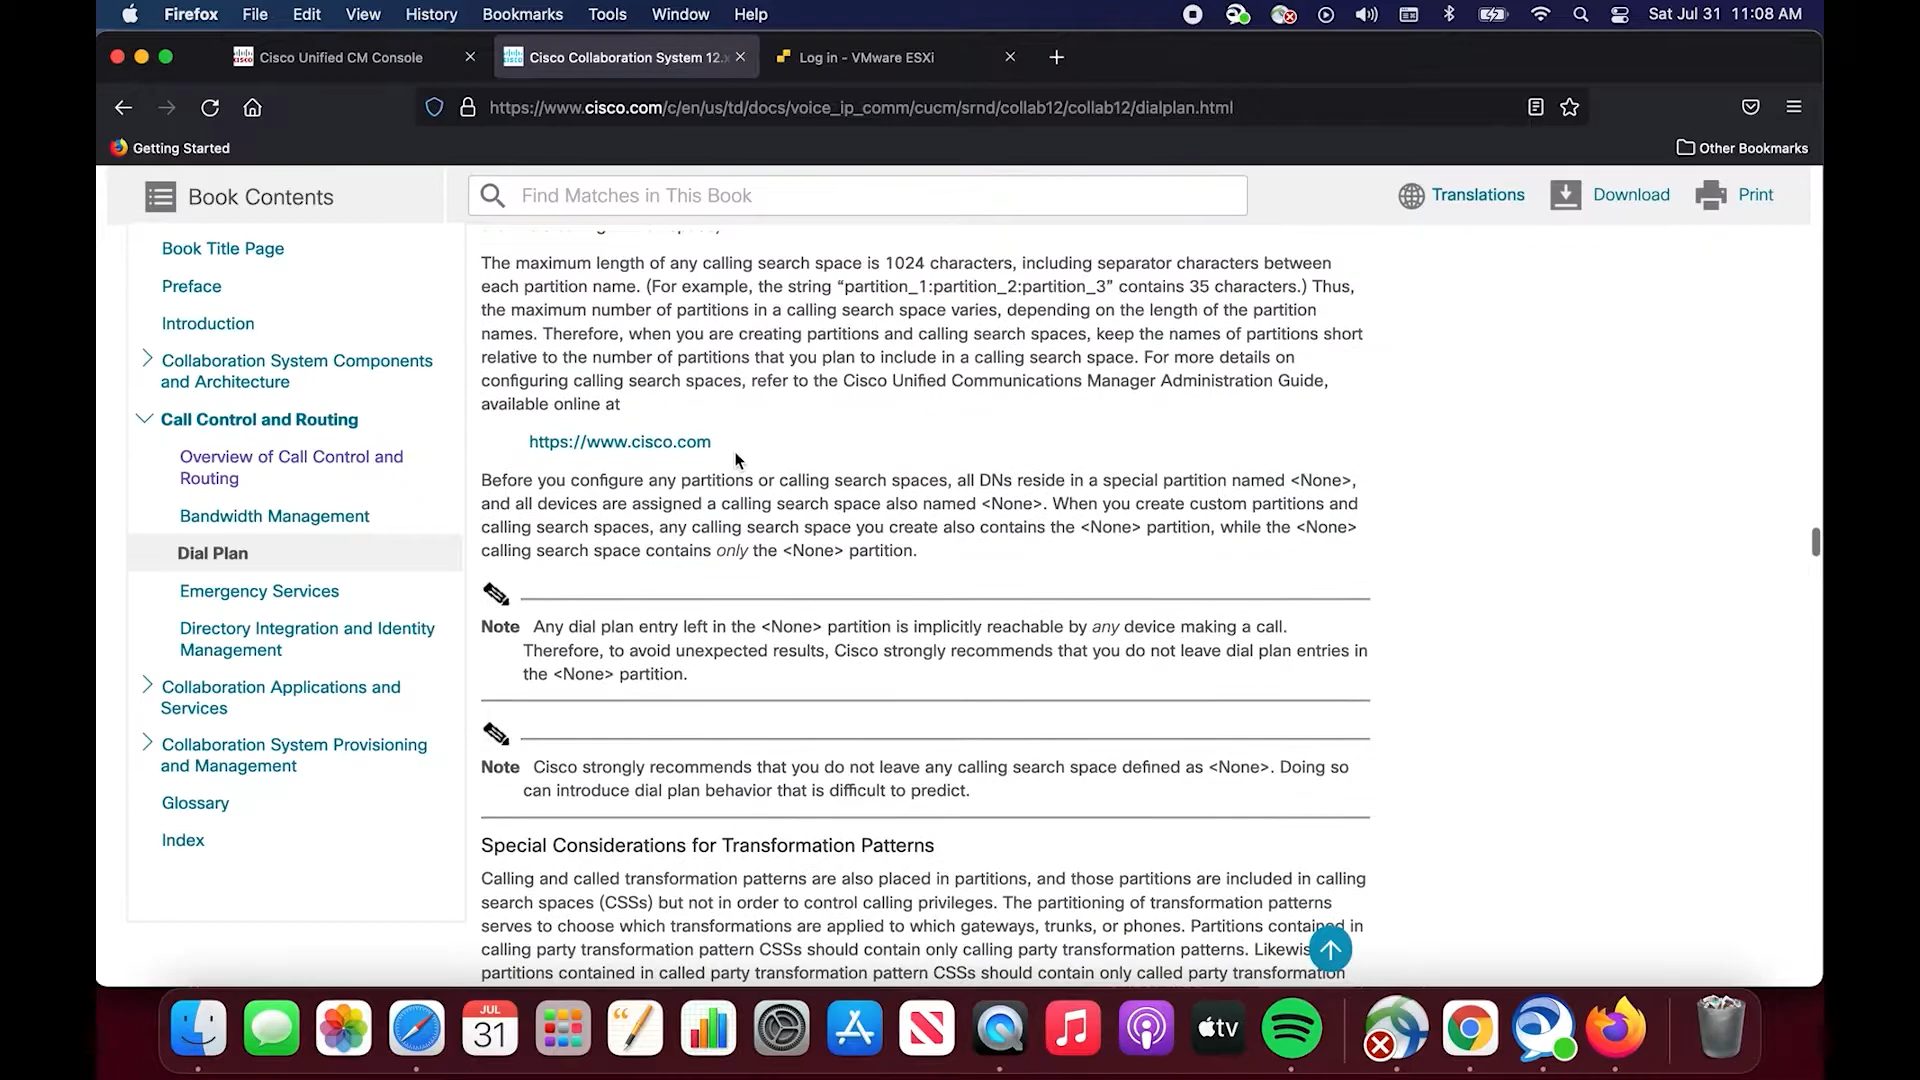 Firefox File Edit View History Bookmarks Tools Window Help Sat Jul 31 11:08 AM
Cisco Unified CM Console Cisco Collaboration System 12.x Log in - VMware ESXi
https://www.cisco.com/c/en/us/td/docs/voice_ip_comm/cucm/srnd/collab12/collab12/dialplan.html
Getting Started Other Bookmarks
Book Contents Find Matches in This Book Translations Download Print
Book Title Page
Preface
Introduction
Collaboration System Components
and Architecture
Call Control and Routing
Overview of Call Control and
Routing
Bandwidth Management
Dial Plan
Emergency Services
Directory Integration and Identity
Management
Collaboration Applications and
Services
Collaboration System Provisioning
and Management
Glossary
Index
The maximum length of any calling search space is 1024 characters, including separator characters between
each partition name. (For example, the string “partition_1:partition_2:partition_3” contains 35 characters.) Thus,
the maximum number of partitions in a calling search space varies, depending on the length of the partition
names. Therefore, when you are creating partitions and calling search spaces, keep the names of partitions short
relative to the number of partitions that you plan to include in a calling search space. For more details on
configuring calling search spaces, refer to the Cisco Unified Communications Manager Administration Guide,
available online at
https://www.cisco.com
Before you configure any partitions or calling search spaces, all DNs reside in a special partition named <None>,
and all devices are assigned a calling search space also named <None>. When you create custom partitions and
calling search spaces, any calling search space you create also contains the <None> partition, while the <None>
calling search space contains only the <None> partition.
Note Any dial plan entry left in the <None> partition is implicitly reachable by any device making a call.
Therefore, to avoid unexpected results, Cisco strongly recommends that you do not leave dial plan entries in
the <None> partition.
Note Cisco strongly recommends that you do not leave any calling search space defined as <None>. Doing so
can introduce dial plan behavior that is difficult to predict.
Special Considerations for Transformation Patterns
Calling and called transformation patterns are also placed in partitions, and those partitions are included in calling
search spaces (CSSs) but not in order to control calling privileges. The partitioning of transformation patterns
serves to choose which transformations are applied to which gateways, trunks, or phones. Partitions contained in
calling party transformation pattern CSSs should contain only calling party transformation patterns. Likewis
partitions contained in called party transformation pattern CSSs should contain only called party transformation
JUL
31
tv